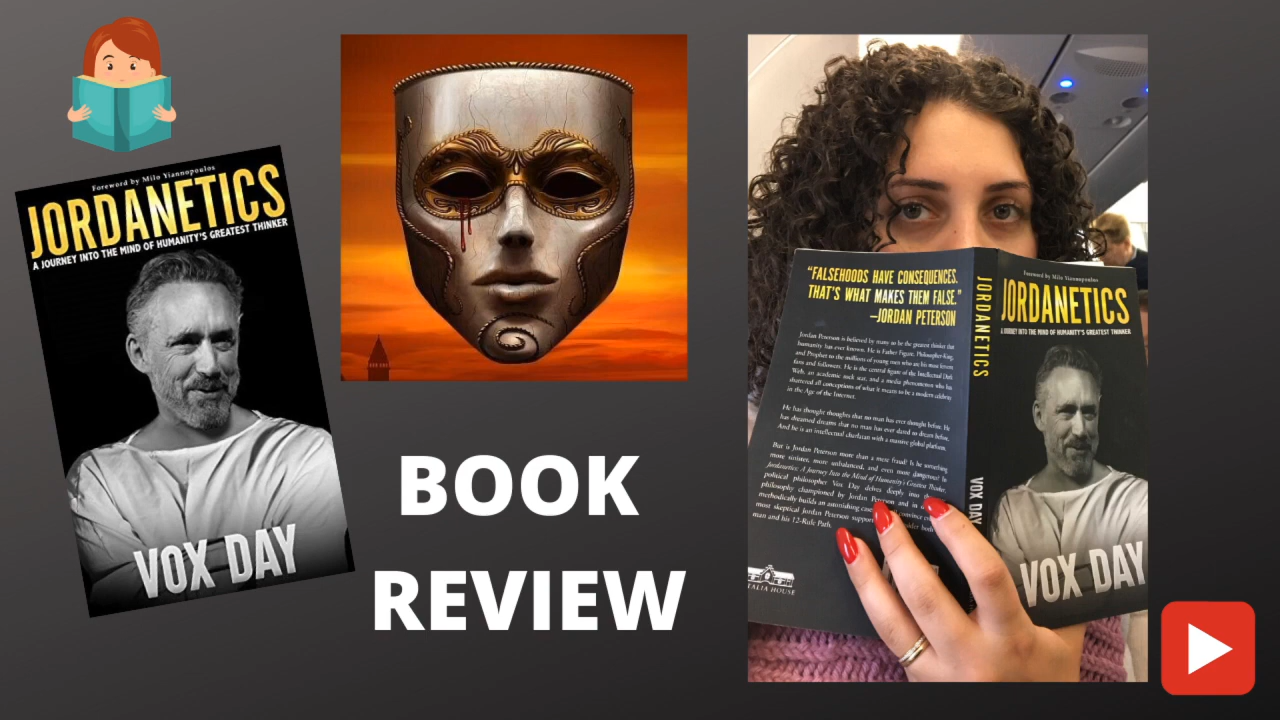 Foreword by Milo Yiannopoulos
JORDANETICS
A JOURNEY INTO THE MIND OF HUMANITY'S GREATEST THINKER
VOX DAY
BOOK
REVIEW
"FALSEHOODS HAVE CONSEQUENCES.
THAT'S WHAT MAKES THEM FALSE."
—JORDAN PETERSON
Jordan Peterson is believed by many to be the greatest thinker that
humanity has ever known. He is Father Figure, Philosopher-King,
and Prophet to the millions of young men who are his most fervent
fans and followers. He is the central figure of the Intellectual Dark
Web, an academic rock star, and a media phenomenon who has
shattered all conceptions of what it means to be a modern celebrity
in the Age of the Internet.
He has thought thoughts that no man has ever thought before. He
has dreamed dreams that no man has ever dared to dream before.
And he is an intellectual charlatan with a massive global platform.
But is Jordan Peterson more than a mere fraud? Is he something
more sinister, more unbalanced, and even more dangerous? In
Jordanetics: A Journey Into the Mind of Humanity's Greatest Thinker,
political philosopher Vox Day delves deeply into the
philosophy championed by Jordan Peterson and in
methodically builds an astonishing case convince
most skeptical Jordan Peterson support both
man and his 12-Rule Path.
TALIA HOUSE
JORDANETICS
VOX DAY
Foreword by Milo Yiannopoulos
JORDANETICS
A JOURNEY INTO THE MIND OF HUMANITY'S GREATEST THINKER
VOX DAY